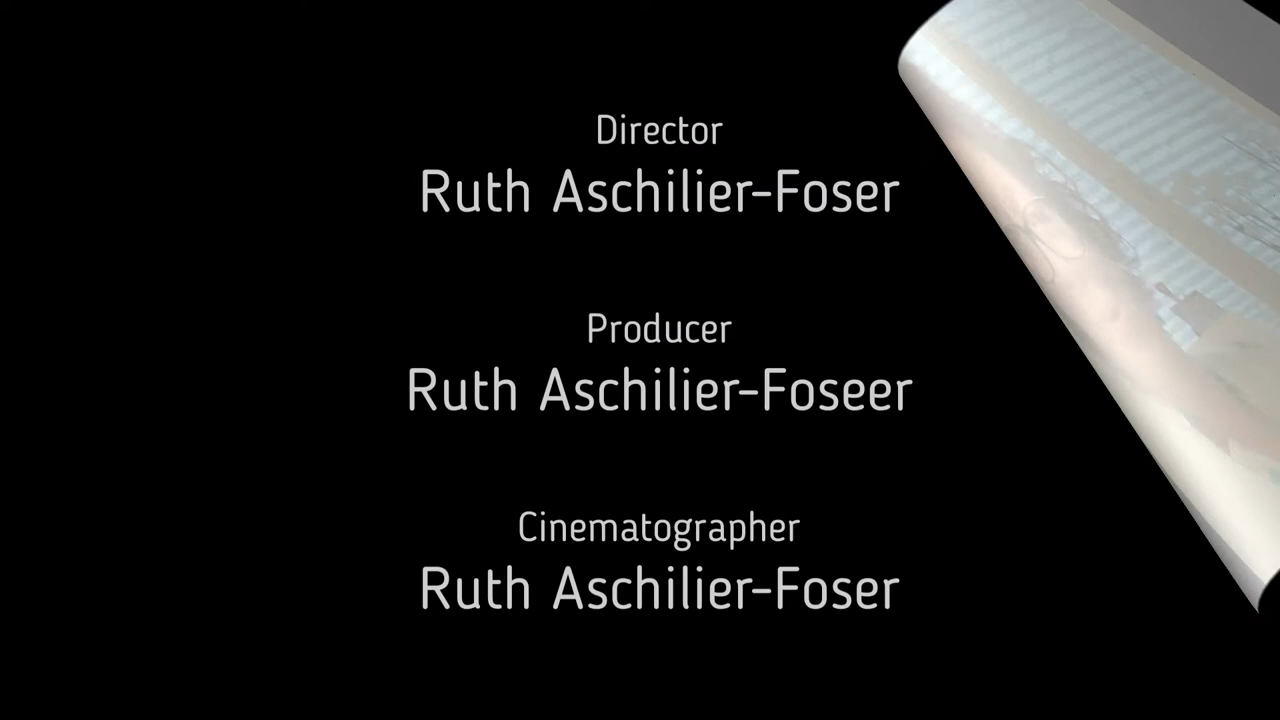 Director
Ruth Aschilier-Foser
Producer
Ruth Aschilier-Foseer
Cinematographer
Ruth Aschilier-Foser